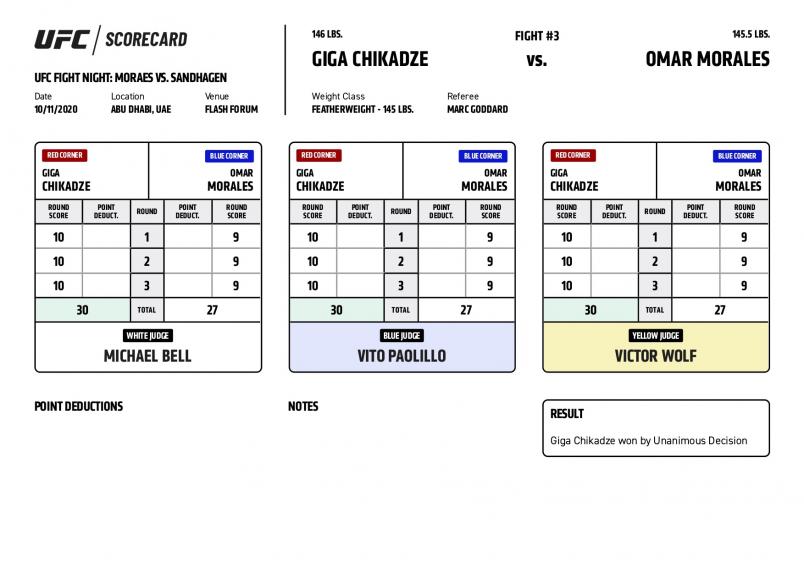 UFC / SCORECARD
UFC FIGHT NIGHT: MORAES VS. SANDHAGEN
Date Location Venue
10/11/2020 ABU DHABI, UAE FLASH FORUM
146 LBS. FIGHT #3 145.5 LBS.
GIGA CHIKADZE VS. OMAR MORALES
Weight Class Referee
FEATHERWEIGHT - 145 LBS. MARC GODDARD
RED CORNER BLUE CORNER
GIGA OMAR
CHIKADZE MORALES
ROUND SCORE POINT DEDUCT. ROUND POINT DEDUCT. ROUND SCORE
10 1 9
10 2 9
10 3 9
30 TOTAL 27
WHITE JUDGE
MICHAEL BELL
RED CORNER BLUE CORNER
GIGA OMAR
CHIKADZE MORALES
ROUND SCORE POINT DEDUCT. ROUND POINT DEDUCT. ROUND SCORE
10 1 9
10 2 9
10 3 9
30 TOTAL 27
BLUE JUDGE
VITO PAOLILLO
RED CORNER BLUE CORNER
GIGA OMAR
CHIKADZE MORALES
ROUND SCORE POINT DEDUCT. ROUND POINT DEDUCT. ROUND SCORE
10 1 9
10 2 9
10 3 9
30 TOTAL 27
YELLOW JUDGE
VICTOR WOLF
POINT DEDUCTIONS
NOTES
RESULT
Giga Chikadze won by Unanimous Decision